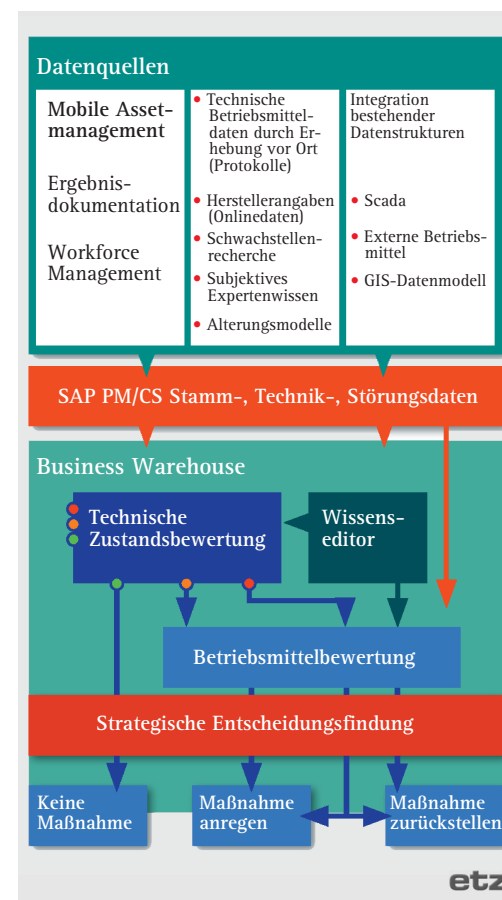 Datenquellen
Mobile Asset-
management
Ergebnis-
dokumentation
Workforce
Management
• Technische
Betriebsmittel-
daten durch Er-
hebung vor Ort
(Protokolle)
• Herstellerangaben
(Onlinedaten)
• Schwachstellen-
recherche
• Subjektives
Expertenwissen
• Alterungsmodelle
Integration
bestehender
Datenstrukturen
• Scada
• Externe Betriebs-
mittel
• GIS-Datenmodell
SAP PM/CS Stamm-, Technik-, Störungsdaten
Business Warehouse
Technische
Zustandsbewertung
Wissens-
editor
Betriebsmittelbewertung
Strategische Entscheidungsfindung
Keine
Maßnahme
Maßnahme
anregen
Maßnahme
zurückstellen
etz